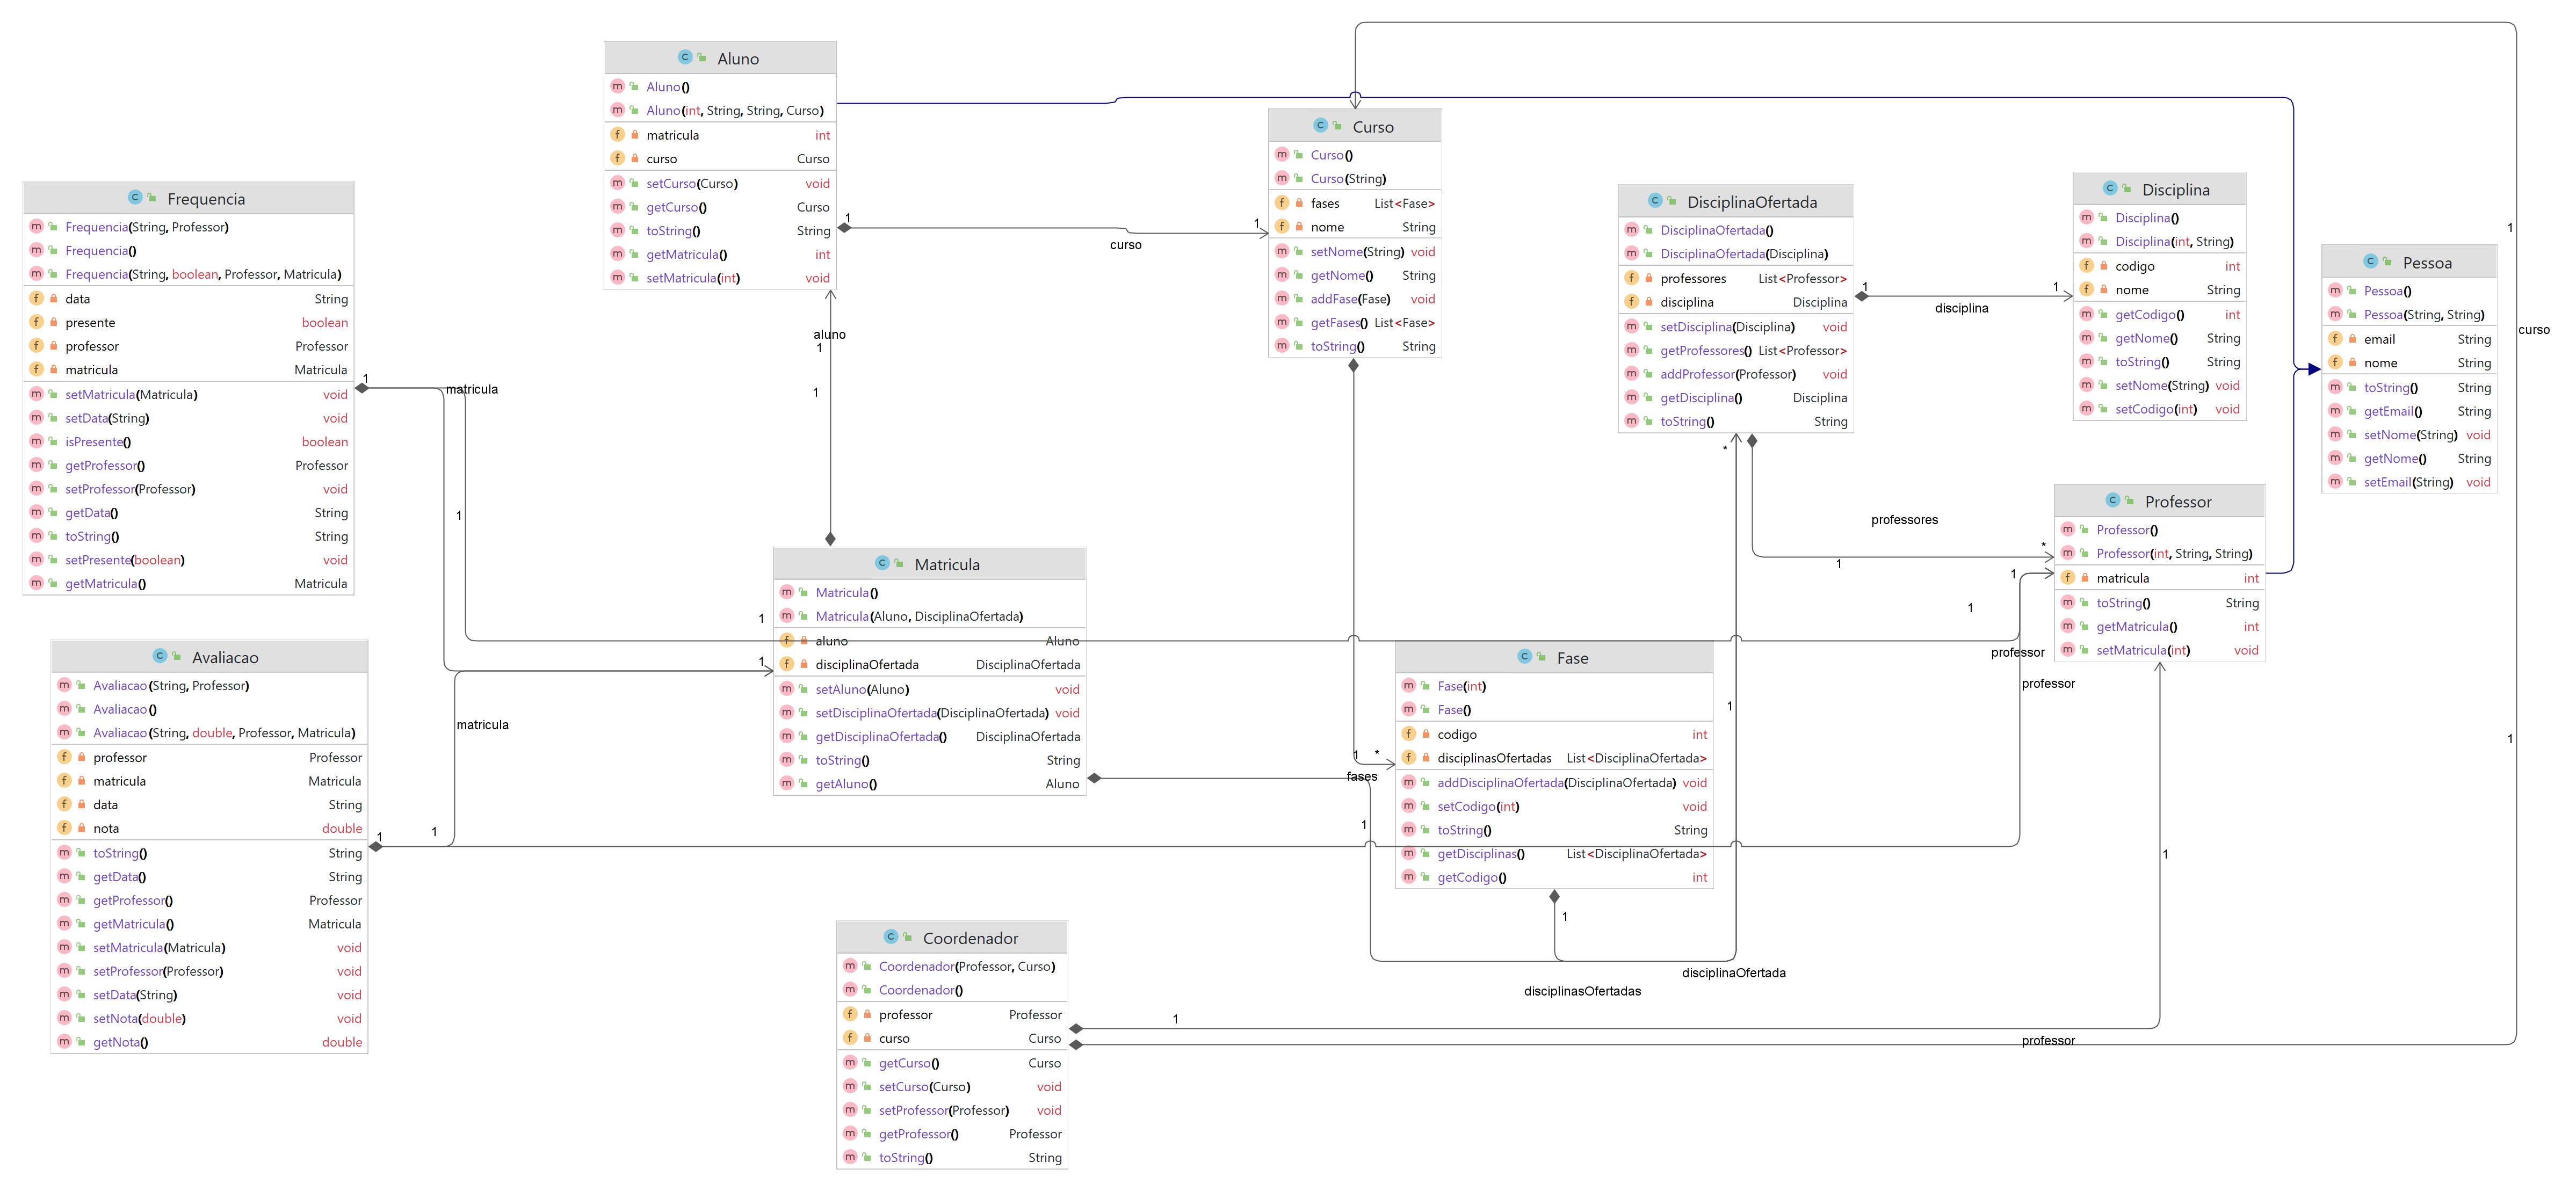 Aluno
Aluno()
Aluno(int, String, String, Curso)
matricula int
curso Curso
setCurso(Curso) void
getCurso() Curso
toString() String
getMatricula() int
setMatricula(int) void
Curso
Curso()
Curso(String)
fases List<Fase>
nome String
setNome(String) void
getNome() String
addFase(Fase) void
getFases() List<Fase>
toString() String
Frequencia
Frequencia(String, Professor)
Frequencia()
Frequencia(String, boolean, Professor, Matricula)
data String
presente boolean
professor Professor
matricula Matricula
setMatricula(Matricula) void
setData(String) void
isPresente() boolean
getProfessor() Professor
setProfessor(Professor) void
getData() String
toString() String
setPresente(boolean) void
getMatricula() Matricula
DisciplinaOfertada
DisciplinaOfertada()
DisciplinaOfertada(Disciplina)
professores List<Professor>
disciplina Disciplina
setDisciplina(Disciplina) void
getProfessores() List<Professor>
addProfessor(Professor) void
getDisciplina() Disciplina
toString() String
Disciplina
Disciplina()
Disciplina(int, String)
codigo int
nome String
getCodigo() int
getNome() String
toString() String
setNome(String) void
setCodigo(int) void
Pessoa
Pessoa()
Pessoa(String, String)
email String
nome String
toString() String
getEmail() String
setNome(String) void
getNome() String
setEmail(String) void
Professor
Professor()
Professor(int, String, String)
matricula int
toString() String
getMatricula() int
setMatricula(int) void
Matricula
Matricula()
Matricula(Aluno, DisciplinaOfertada)
aluno Aluno
disciplinaOfertada DisciplinaOfertada
setAluno(Aluno) void
setDisciplinaOfertada(DisciplinaOfertada) void
getDisciplinaOfertada() DisciplinaOfertada
toString() String
getAluno() Aluno
Avaliacao
Avaliacao(String, Professor)
Avaliacao()
Avaliacao(String, double, Professor, Matricula)
professor Professor
matricula Matricula
data String
nota double
toString() String
getData() String
getProfessor() Professor
getMatricula() Matricula
setMatricula(Matricula) void
setProfessor(Professor) void
setData(String) void
setNota(double) void
getNota() double
Fase
Fase(int)
Fase()
codigo int
disciplinasOfertadas List<DisciplinaOfertada>
addDisciplinaOfertada(DisciplinaOfertada) void
setCodigo(int) void
toString() String
getDisciplinas() List<DisciplinaOfertada>
getCodigo() int
Coordenador
Coordenador(Professor, Curso)
Coordenador()
professor Professor
curso Curso
getCurso() Curso
setCurso(Curso) void
setProfessor(Professor) void
getProfessor() Professor
toString() String
1
1
curso
1
1
disciplina
1
curso
aluno
1
1
1
matricula
1
*
professores
*
1
1
1
professor
professor
1
1
matricula
1
1
1
*
fases
1
1
1
disciplinaOfertada
disciplinasOfertadas
1
professor
1
1